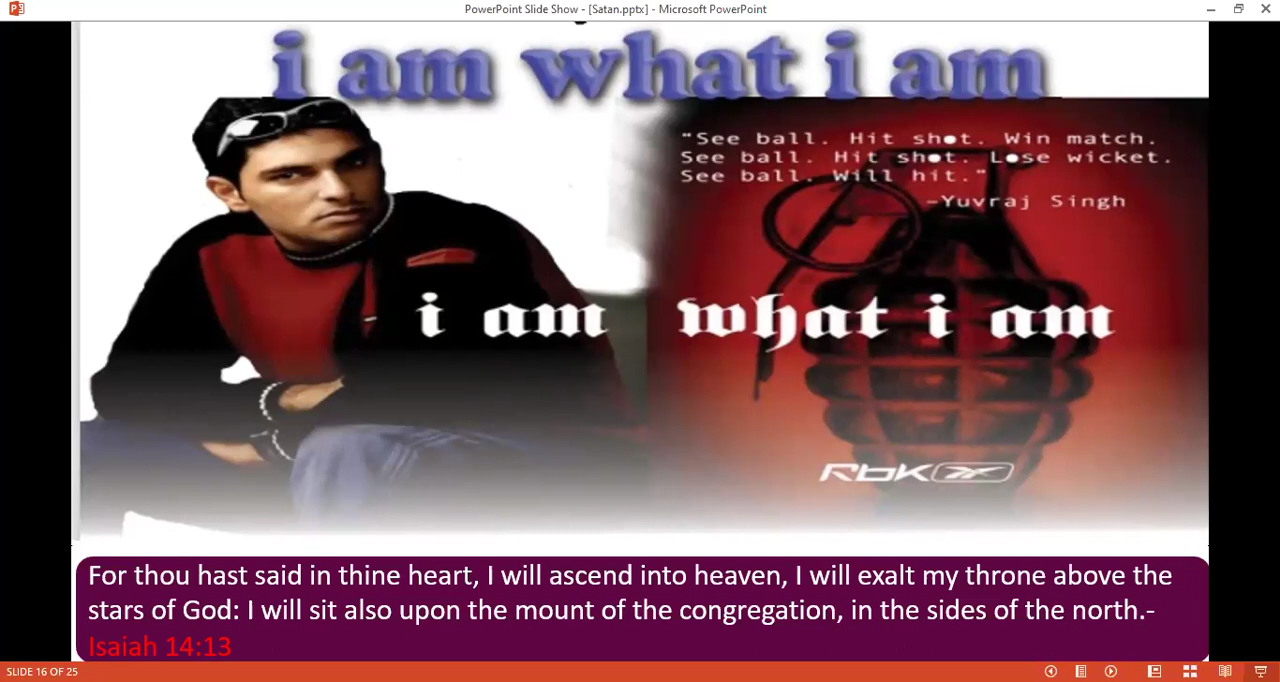 PowerPoint Slide Show - [Satan.pptx] - Microsoft PowerPoint
i am what i am
“See ball. Hit shot. Win match.
See ball. Hit shot. Lose wicket.
See ball. Will hit.”
–Yuvraj Singh
i am what i am
Rbk
For thou hast said in thine heart, I will ascend into heaven, I will exalt my throne above the
stars of God: I will sit also upon the mount of the congregation, in the sides of the north.-
Isaiah 14:13
SLIDE 16 OF 25